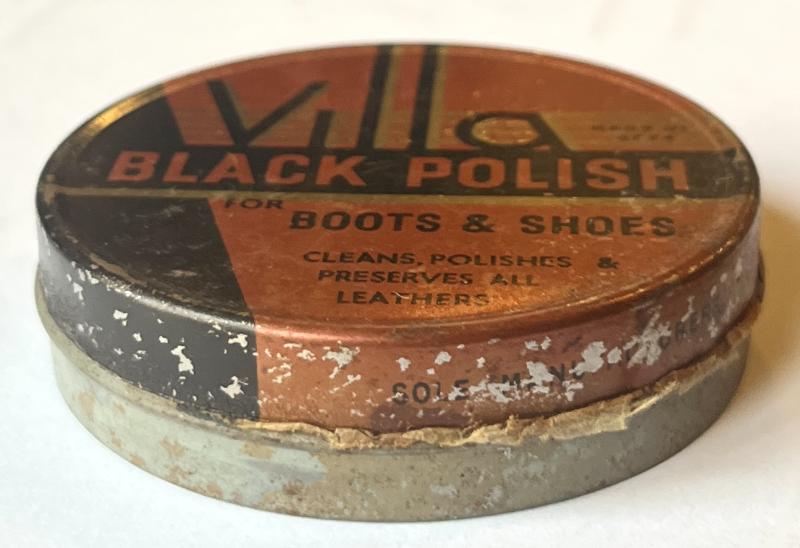 Villa
BLACK POLISH
FOR
BOOTS & SHOES
CLEANS, POLISHES &
PRESERVES ALL
LEATHERS
SOLE